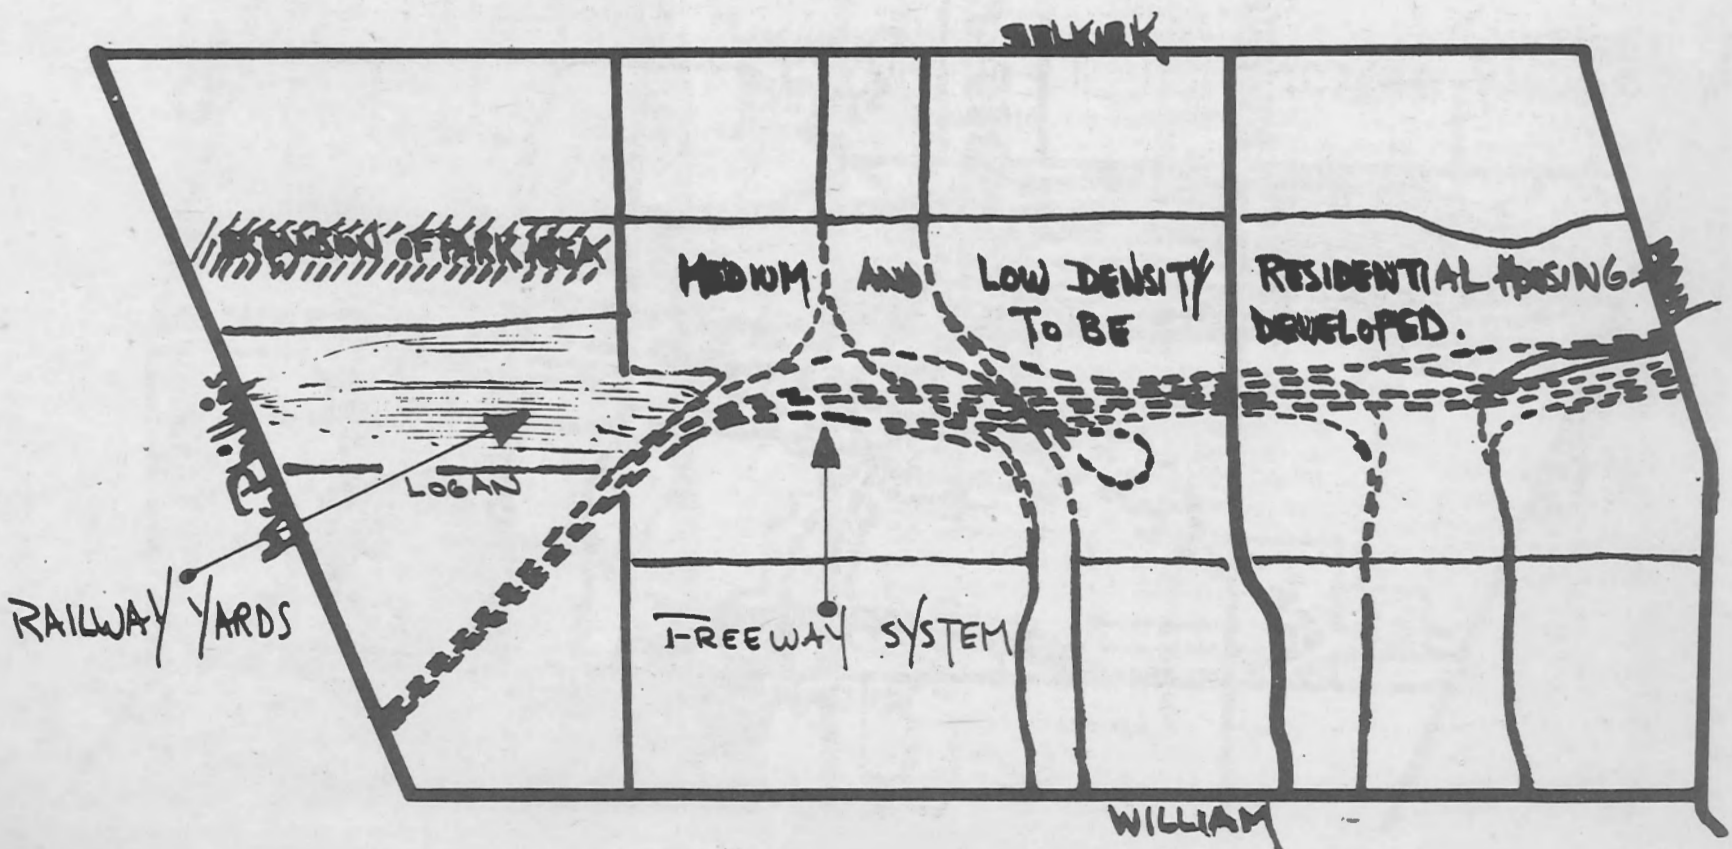 SELKIRK
EXPANSION OF PARK AREA
MEDIUM AND LOW DENSITY RESIDENTIAL HOUSING
TO BE DEVELOPED.
LOGAN
RAILWAY YARDS
FREEWAY SYSTEM
WILLIAM